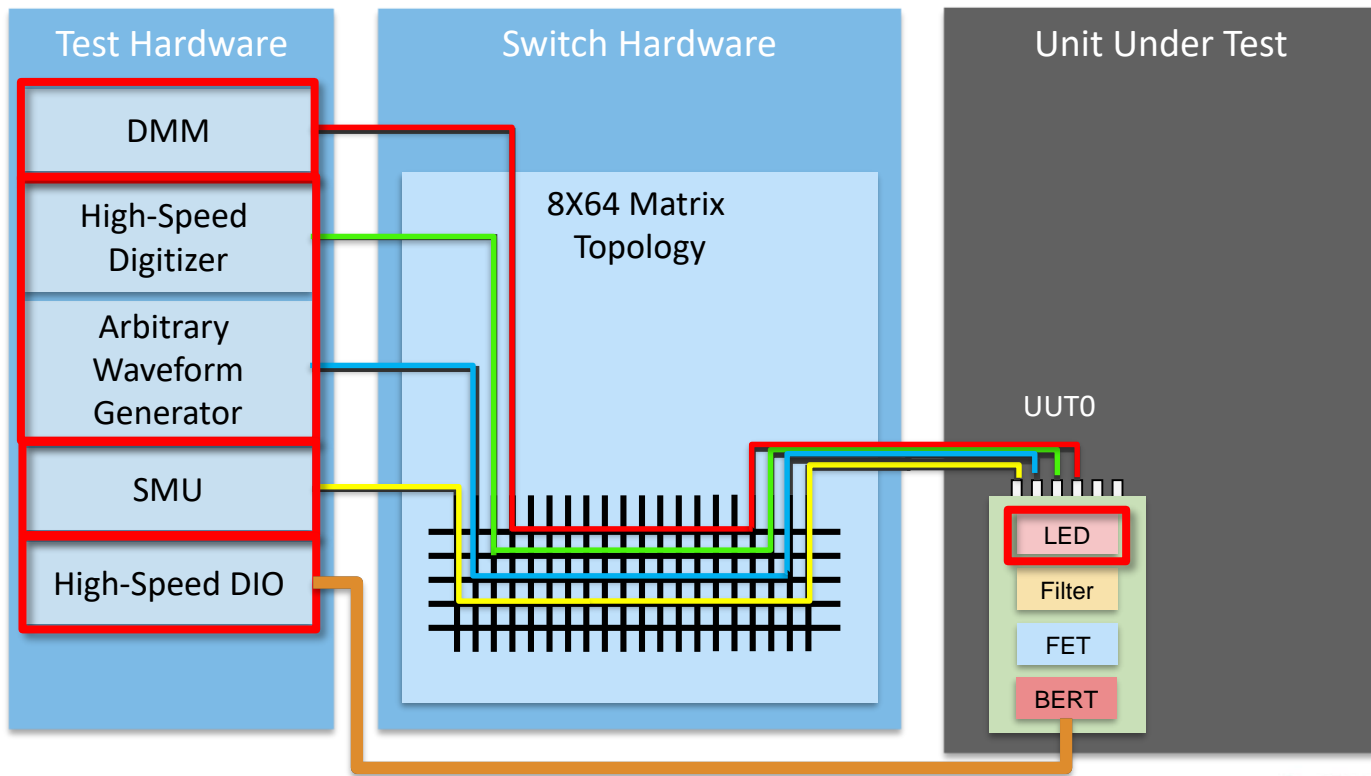 Test Hardware
Switch Hardware
Unit Under Test
DMM
High-Speed
Digitizer
Arbitrary
Waveform
Generator
SMU
High-Speed DIO
8X64 Matrix
Topology
UUT0
LED
Filter
FET
BERT